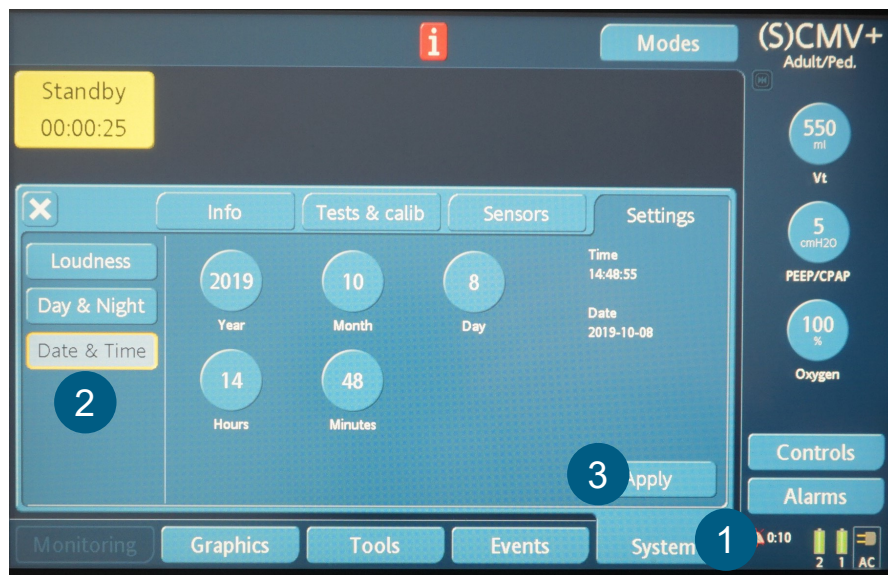 i
Modes
(S)CMV+
Adult/Ped.
Standby
00:00:25
550
ml
Vt
Info
Tests & calib
Sensors
Settings
Loudness
Day & Night
Date & Time
2
2019
Year
10
Month
8
Day
Time
14:48:55
Date
2019-10-08
5
cmH2O
PEEP/CPAP
14
Hours
48
Minutes
100
%
Oxygen
3
Apply
Controls
Alarms
Monitoring
Graphics
Tools
Events
System
1
0:10
2 1 AC